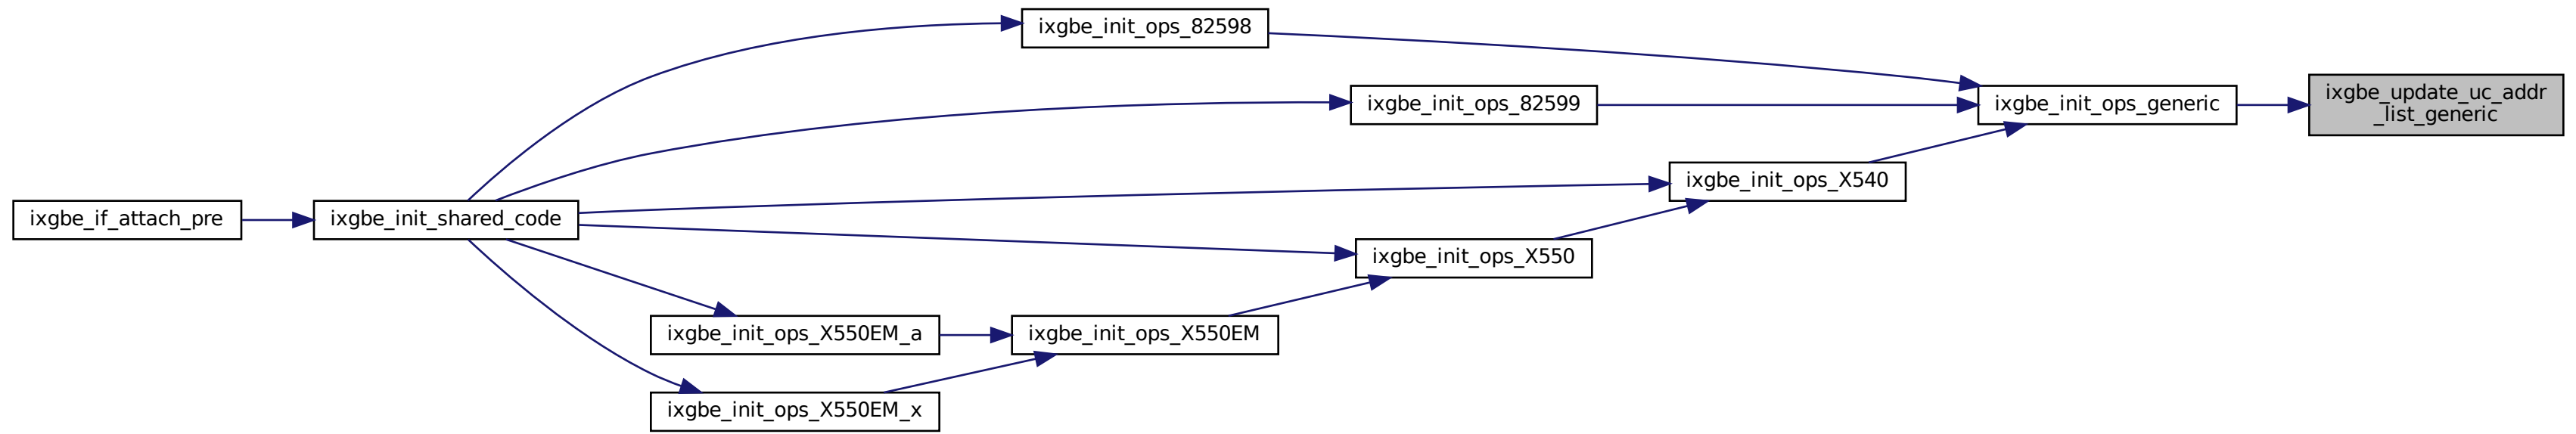 ixgbe_init_ops_82598
ixgbe_update_uc_addr
_list_generic
ixgbe_init_ops_82599
ixgbe_init_ops_generic
ixgbe_init_ops_X540
ixgbe_if_attach_pre
ixgbe_init_shared_code
ixgbe_init_ops_X550
ixgbe_init_ops_X550EM_a
ixgbe_init_ops_X550EM
ixgbe_init_ops_X550EM_x